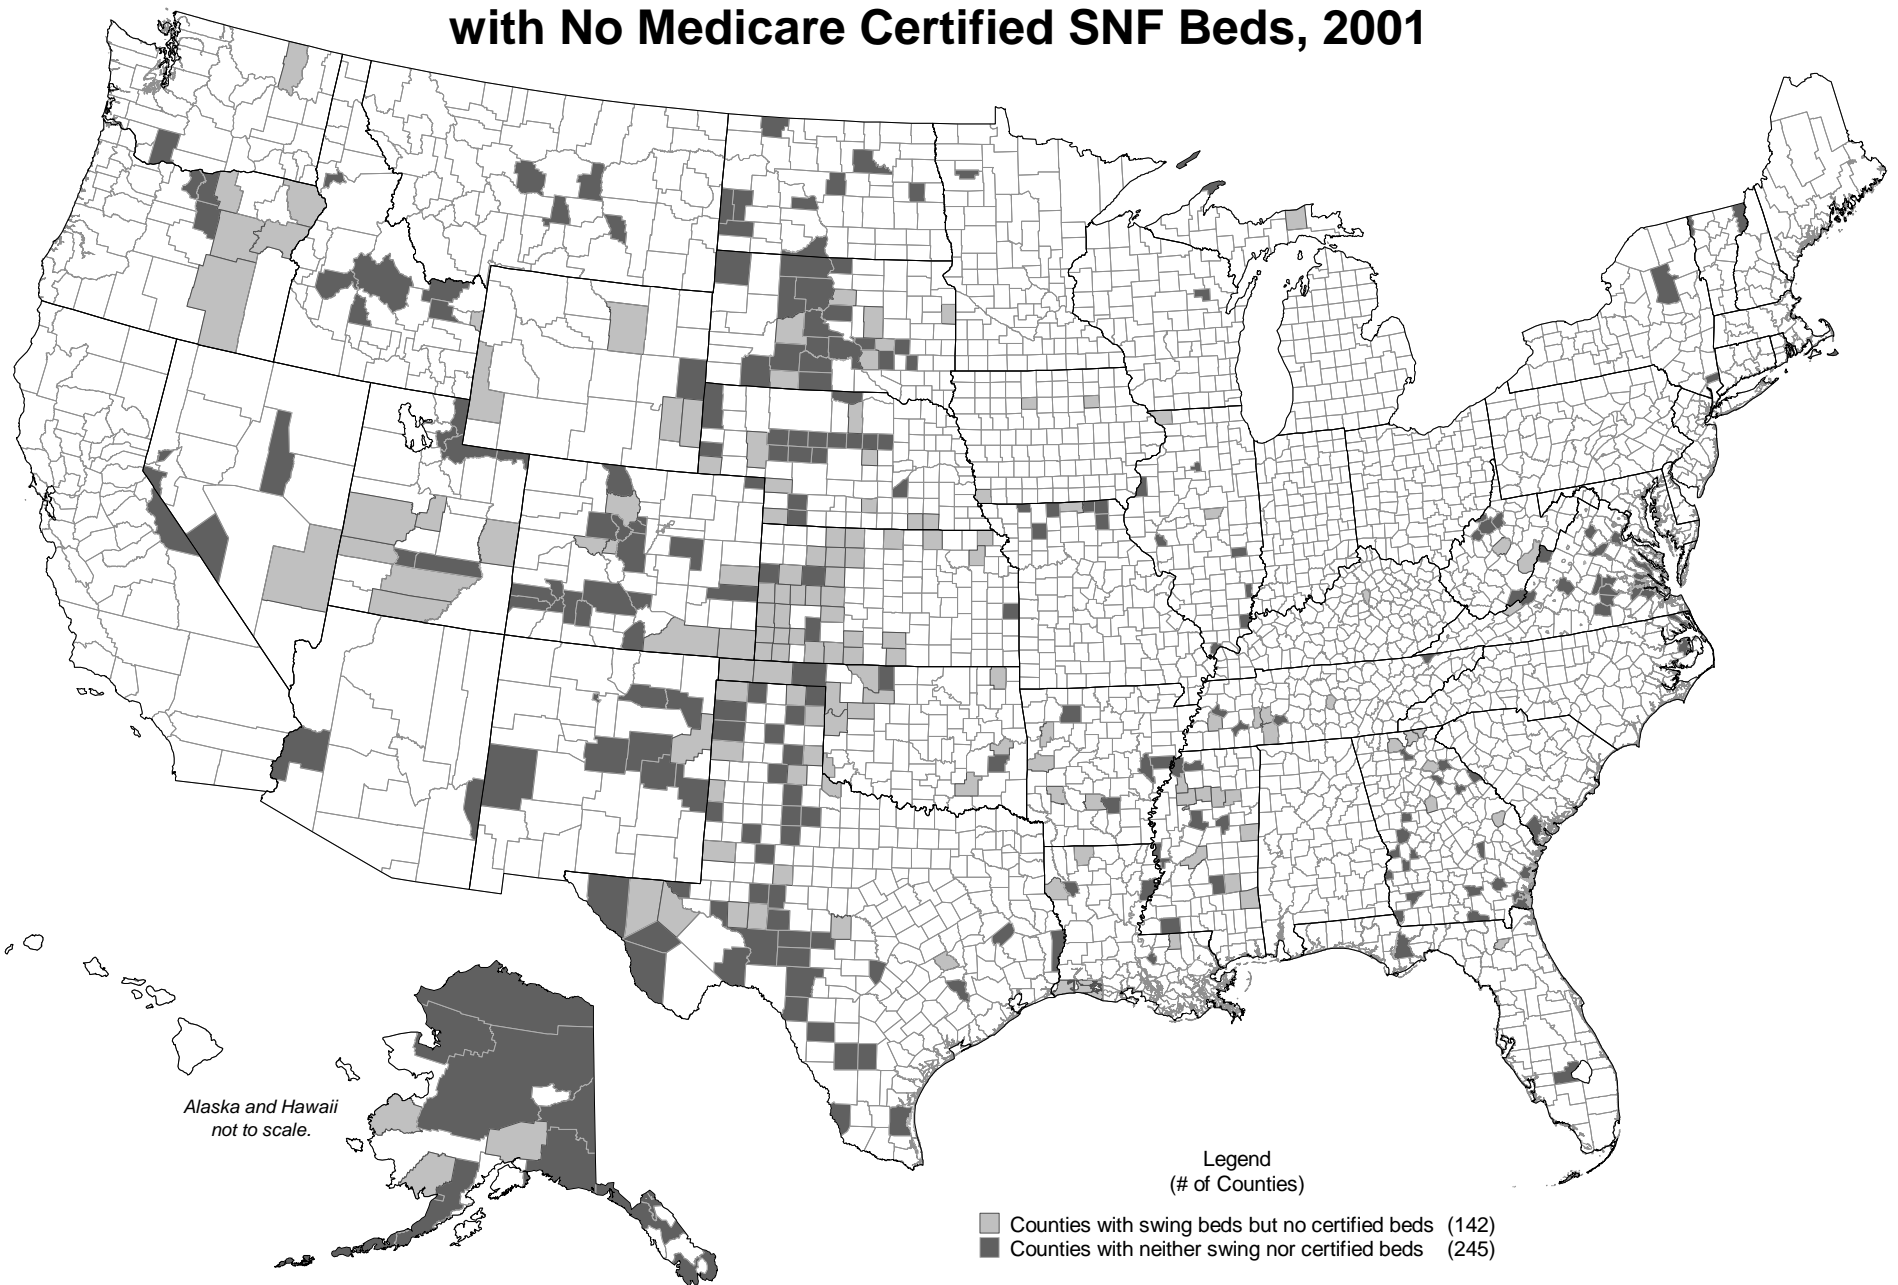 with No Medicare Certified SNF Beds, 2001
Alaska and Hawaii
not to scale.
Legend
(# of Counties)
Counties with swing beds but no certified beds (142)
Counties with neither swing nor certified beds (245)